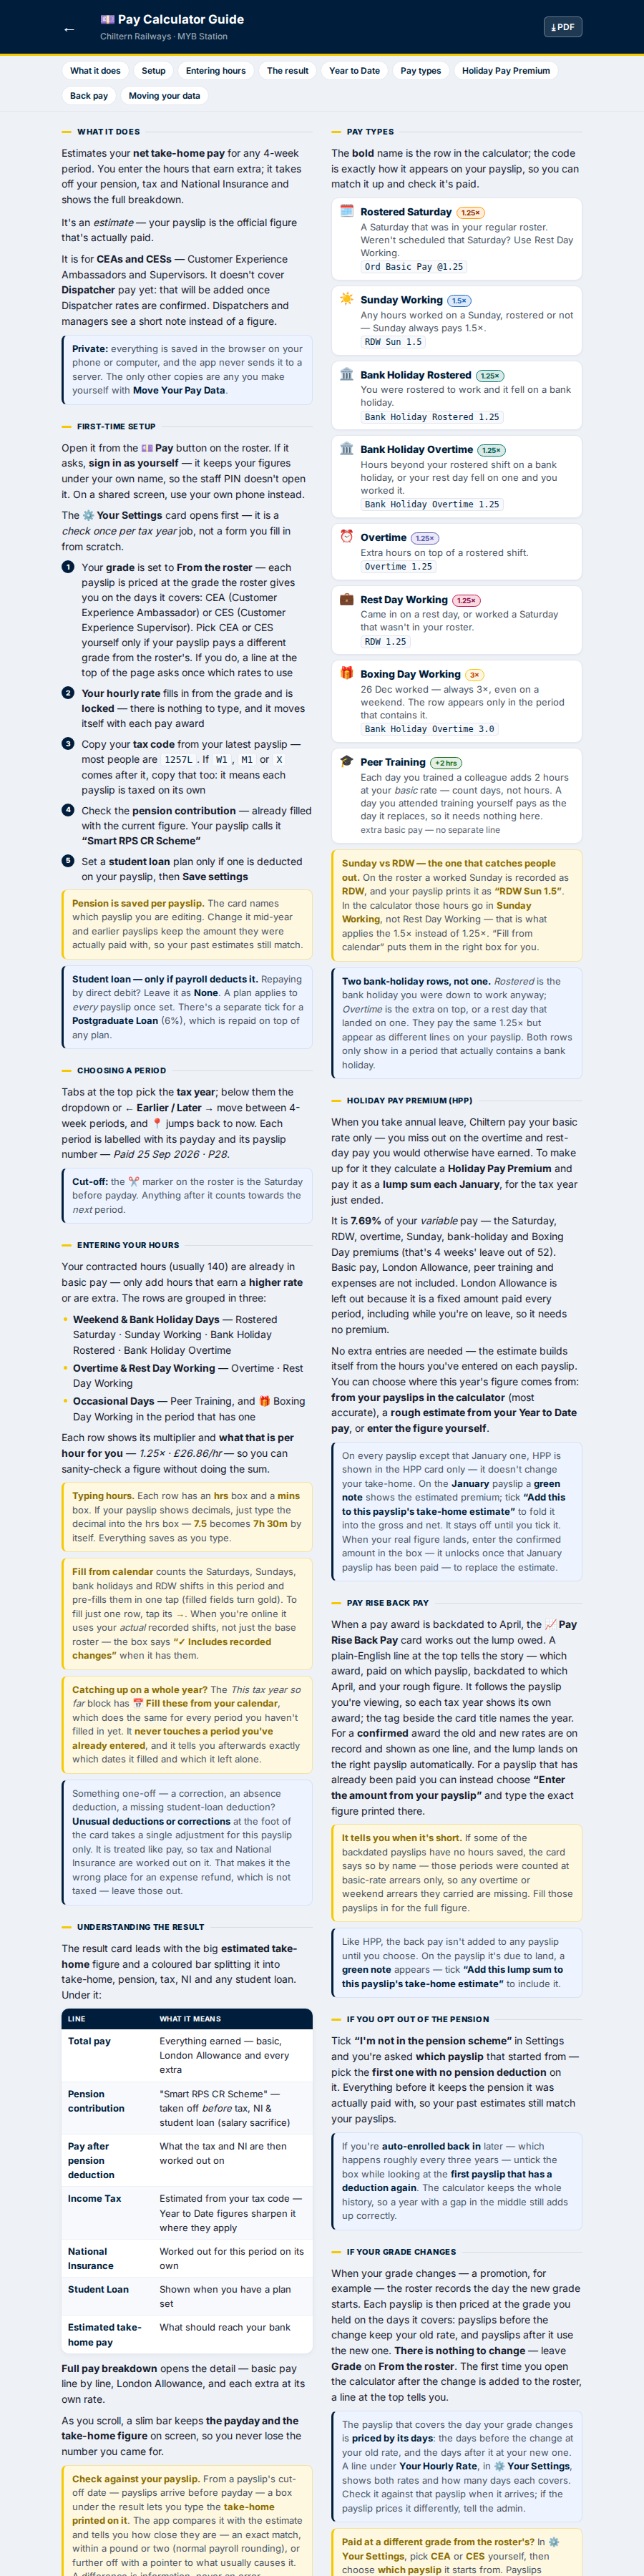 ←
💷 Pay Calculator Guide
Chiltern Railways · MYB Station
⤓ PDF
What it does
Setup
Entering hours
The result
Year to Date
Pay types
Holiday Pay Premium
Back pay
Moving your data
WHAT IT DOES
Estimates your net take-home pay for any 4-week
period. You enter the hours that earn extra; it takes
off your pension, tax and National Insurance and
shows the full breakdown.
It's an estimate — your payslip is the official figure
that's actually paid.
It is for CEAs and CESs — Customer Experience
Ambassadors and Supervisors. It doesn't cover
Dispatcher pay yet: that will be added once
Dispatcher rates are confirmed. Dispatchers and
managers see a short note instead of a figure.
Private: everything is saved in the browser on your
phone or computer, and the app never sends it to a
server. The only other copies are any you make
yourself with Move Your Pay Data.
FIRST-TIME SETUP
Open it from the 💷 Pay button on the roster. If it
asks, sign in as yourself — it keeps your figures
under your own name, so the staff PIN doesn't open
it. On a shared screen, use your own phone instead.
The ⚙️ Your Settings card opens first — it is a
check once per tax year job, not a form you fill in
from scratch.
1 Your grade is set to From the roster — each
payslip is priced at the grade the roster gives
you on the days it covers: CEA (Customer
Experience Ambassador) or CES (Customer
Experience Supervisor). Pick CEA or CES
yourself only if your payslip pays a different
grade from the roster's. If you do, a line at the
top of the page asks once which rates to use
2 Your hourly rate fills in from the grade and is
locked — there is nothing to type, and it moves
itself with each pay award
3 Copy your tax code from your latest payslip —
most people are 1257L . If W1 , M1 or X
comes after it, copy that too: it means each
payslip is taxed on its own
4 Check the pension contribution — already filled
with the current figure. Your payslip calls it
“Smart RPS CR Scheme”
5 Set a student loan plan only if one is deducted
on your payslip, then Save settings
Pension is saved per payslip. The card names
which payslip you are editing. Change it mid-year
and earlier payslips keep the amount they were
actually paid with, so your past estimates still match.
Student loan — only if payroll deducts it. Repaying
by direct debit? Leave it as None. A plan applies to
every payslip once set. There's a separate tick for a
Postgraduate Loan (6%), which is repaid on top of
any plan.
CHOOSING A PERIOD
Tabs at the top pick the tax year; below them the
dropdown or ← Earlier / Later → move between 4-
week periods, and 📍 jumps back to now. Each
period is labelled with its payday and its payslip
number — Paid 25 Sep 2026 · P28.
Cut-off: the ✂️ marker on the roster is the Saturday
before payday. Anything after it counts towards the
next period.
ENTERING YOUR HOURS
Your contracted hours (usually 140) are already in
basic pay — only add hours that earn a higher rate
or are extra. The rows are grouped in three:
• Weekend & Bank Holiday Days — Rostered
Saturday · Sunday Working · Bank Holiday
Rostered · Bank Holiday Overtime
• Overtime & Rest Day Working — Overtime · Rest
Day Working
• Occasional Days — Peer Training, and 🎁 Boxing
Day Working in the period that has one
Each row shows its multiplier and what that is per
hour for you — 1.25× · £26.86/hr — so you can
sanity-check a figure without doing the sum.
Typing hours. Each row has an hrs box and a mins
box. If your payslip shows decimals, just type the
decimal into the hrs box — 7.5 becomes 7h 30m by
itself. Everything saves as you type.
Fill from calendar counts the Saturdays, Sundays,
bank holidays and RDW shifts in this period and
pre-fills them in one tap (filled fields turn gold). To
fill just one row, tap its →. When you're online it
uses your actual recorded shifts, not just the base
roster — the box says “✓ Includes recorded
changes” when it has them.
Catching up on a whole year? The This tax year so
far block has 📅 Fill these from your calendar,
which does the same for every period you haven't
filled in yet. It never touches a period you've
already entered, and it tells you afterwards exactly
which dates it filled and which it left alone.
Something one-off — a correction, an absence
deduction, a missing student-loan deduction?
Unusual deductions or corrections at the foot of
the card takes a single adjustment for this payslip
only. It is treated like pay, so tax and National
Insurance are worked out on it. That makes it the
wrong place for an expense refund, which is not
taxed — leave those out.
UNDERSTANDING THE RESULT
The result card leads with the big estimated take-
home figure and a coloured bar splitting it into
take-home, pension, tax, NI and any student loan.
Under it:
LINE WHAT IT MEANS
Total pay Everything earned — basic,
London Allowance and every
extra
Pension "Smart RPS CR Scheme" —
contribution taken off before tax, NI &
student loan (salary sacrifice)
Pay after What the tax and NI are then
pension worked out on
deduction
Income Tax Estimated from your tax code —
Year to Date figures sharpen it
where they apply
National Worked out for this period on its
Insurance own
Student Loan Shown when you have a plan
set
Estimated take- What should reach your bank
home pay
Full pay breakdown opens the detail — basic pay
line by line, London Allowance, and each extra at its
own rate.
As you scroll, a slim bar keeps the payday and the
take-home figure on screen, so you never lose the
number you came for.
Check against your payslip. From a payslip's cut-
off date — payslips arrive before payday — a box
under the result lets you type the take-home
printed on it. The app compares it with the estimate
and tells you how close they are — an exact match,
within a pound or two (normal payroll rounding), or
further off with a pointer to what usually causes it.
PAY TYPES
The bold name is the row in the calculator; the code
is exactly how it appears on your payslip, so you can
match it up and check it's paid.
🗓️ Rostered Saturday 1.25×
A Saturday that was in your regular roster.
Weren't scheduled that Saturday? Use Rest Day
Working.
Ord Basic Pay @1.25
☀️ Sunday Working 1.5×
Any hours worked on a Sunday, rostered or not
— Sunday always pays 1.5×.
RDW Sun 1.5
🏛️ Bank Holiday Rostered 1.25×
You were rostered to work and it fell on a bank
holiday.
Bank Holiday Rostered 1.25
🏛️ Bank Holiday Overtime 1.25×
Hours beyond your rostered shift on a bank
holiday, or your rest day fell on one and you
worked it.
Bank Holiday Overtime 1.25
⏰ Overtime 1.25×
Extra hours on top of a rostered shift.
Overtime 1.25
💼 Rest Day Working 1.25×
Came in on a rest day, or worked a Saturday
that wasn't in your roster.
RDW 1.25
🎁 Boxing Day Working 3×
26 Dec worked — always 3×, even on a
weekend. The row appears only in the period
that contains it.
Bank Holiday Overtime 3.0
🎓 Peer Training +2 hrs
Each day you trained a colleague adds 2 hours
at your basic rate — count days, not hours. A
day you attended training yourself pays as the
day it replaces, so it needs nothing here.
extra basic pay — no separate line
Sunday vs RDW — the one that catches people
out. On the roster a worked Sunday is recorded as
RDW, and your payslip prints it as “RDW Sun 1.5”.
In the calculator those hours go in Sunday
Working, not Rest Day Working — that is what
applies the 1.5× instead of 1.25×. “Fill from
calendar” puts them in the right box for you.
Two bank-holiday rows, not one. Rostered is the
bank holiday you were down to work anyway;
Overtime is the extra on top, or a rest day that
landed on one. They pay the same 1.25× but
appear as different lines on your payslip. Both rows
only show in a period that actually contains a bank
holiday.
HOLIDAY PAY PREMIUM (HPP)
When you take annual leave, Chiltern pay your basic
rate only — you miss out on the overtime and rest-
day pay you would otherwise have earned. To make
up for it they calculate a Holiday Pay Premium and
pay it as a lump sum each January, for the tax year
just ended.
It is 7.69% of your variable pay — the Saturday,
RDW, overtime, Sunday, bank-holiday and Boxing
Day premiums (that's 4 weeks' leave out of 52).
Basic pay, London Allowance, peer training and
expenses are not included. London Allowance is
left out because it is a fixed amount paid every
period, including while you're on leave, so it needs
no premium.
No extra entries are needed — the estimate builds
itself from the hours you've entered on each payslip.
You can choose where this year's figure comes from:
from your payslips in the calculator (most
accurate), a rough estimate from your Year to Date
pay, or enter the figure yourself.
On every payslip except that January one, HPP is
shown in the HPP card only — it doesn't change
your take-home. On the January payslip a green
note shows the estimated premium; tick “Add this
to this payslip's take-home estimate” to fold it
into the gross and net. It stays off until you tick it.
When your real figure lands, enter the confirmed
amount in the box — it unlocks once that January
payslip has been paid — to replace the estimate.
PAY RISE BACK PAY
When a pay award is backdated to April, the 📈 Pay
Rise Back Pay card works out the lump owed. A
plain-English line at the top tells the story — which
award, paid on which payslip, backdated to which
April, and your rough figure. It follows the payslip
you're viewing, so each tax year shows its own
award; the tag beside the card title names the year.
For a confirmed award the old and new rates are on
record and shown as one line, and the lump lands on
the right payslip automatically. For a payslip that has
already been paid you can instead choose “Enter
the amount from your payslip” and type the exact
figure printed there.
It tells you when it's short. If some of the
backdated payslips have no hours saved, the card
says so by name — those periods were counted at
basic-rate arrears only, so any overtime or
weekend arrears they carried are missing. Fill those
payslips in for the full figure.
Like HPP, the back pay isn't added to any payslip
until you choose. On the payslip it's due to land, a
green note appears — tick “Add this lump sum to
this payslip's take-home estimate” to include it.
IF YOU OPT OUT OF THE PENSION
Tick “I'm not in the pension scheme” in Settings
and you're asked which payslip that started from —
pick the first one with no pension deduction on
it. Everything before it keeps the pension it was
actually paid with, so your past estimates still match
your payslips.
If you're auto-enrolled back in later — which
happens roughly every three years — untick the
box while looking at the first payslip that has a
deduction again. The calculator keeps the whole
history, so a year with a gap in the middle still adds
up correctly.
IF YOUR GRADE CHANGES
When your grade changes — a promotion, for
example — the roster records the day the new grade
starts. Each payslip is then priced at the grade you
held on the days it covers: payslips before the
change keep your old rate, and payslips after it use
the new one. There is nothing to change — leave
Grade on From the roster. The first time you open
the calculator after the change is added to the roster,
a line at the top tells you.
The payslip that covers the day your grade changes
is priced by its days: the days before the change at
your old rate, and the days after it at your new one.
A line under Your Hourly Rate, in ⚙️ Your Settings,
shows both rates and how many days each covers.
Check it against that payslip when it arrives; if the
payslip prices it differently, tell the admin.
Paid at a different grade from the roster's? In ⚙️
Your Settings, pick CEA or CES yourself, then
choose which payslip it starts from. Payslips